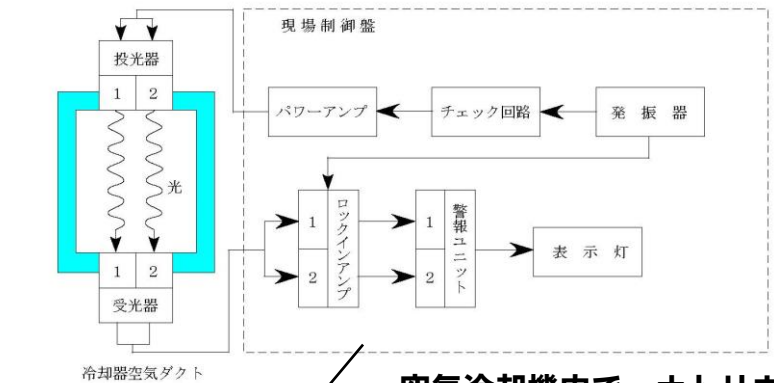 現場制御盤
投光器
1 2
パワーアンプ
チェック回路
発振器
光
1
2
ロックインアンプ
1
2
警報ユニット
表示灯
1 2
受光器
冷却器空気ダクト